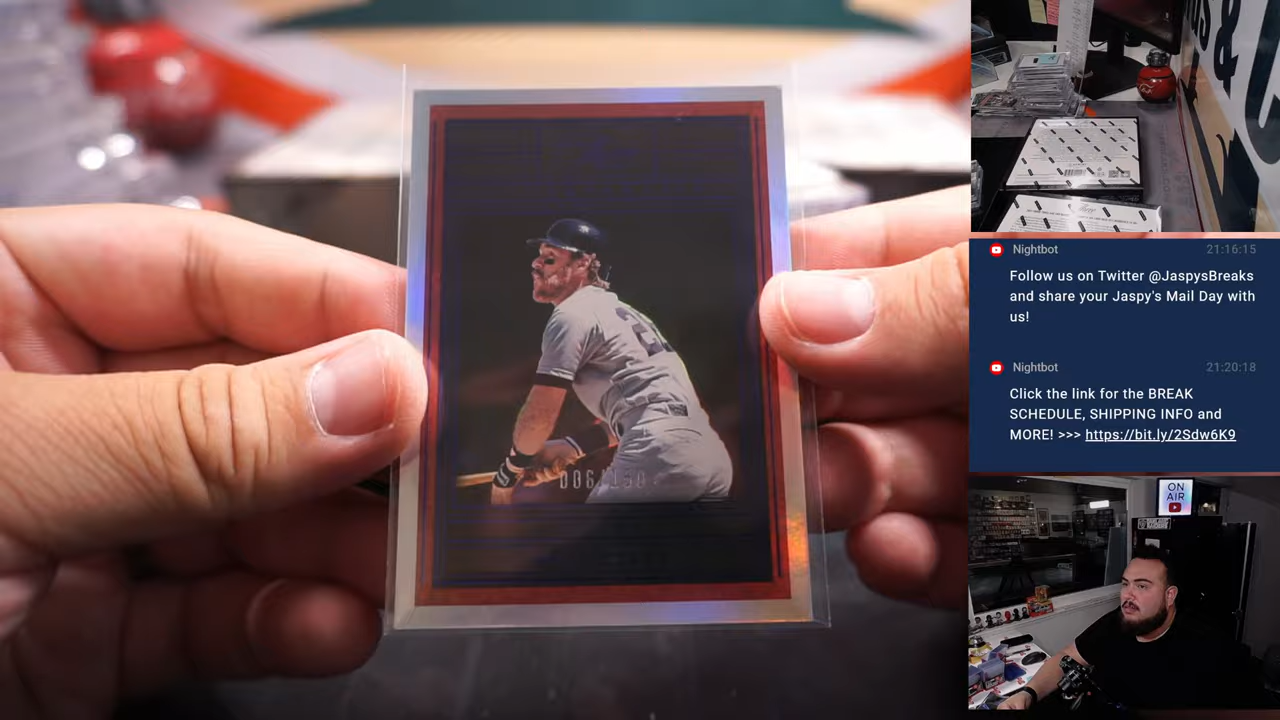 006/150
Nightbot 21:16:15
Follow us on Twitter @JaspysBreaks
and share your Jaspy's Mail Day with
us!
Nightbot 21:20:18
Click the link for the BREAK
SCHEDULE, SHIPPING INFO and
MORE! >>> https://bit.ly/2Sdw6K9
ON
AIR